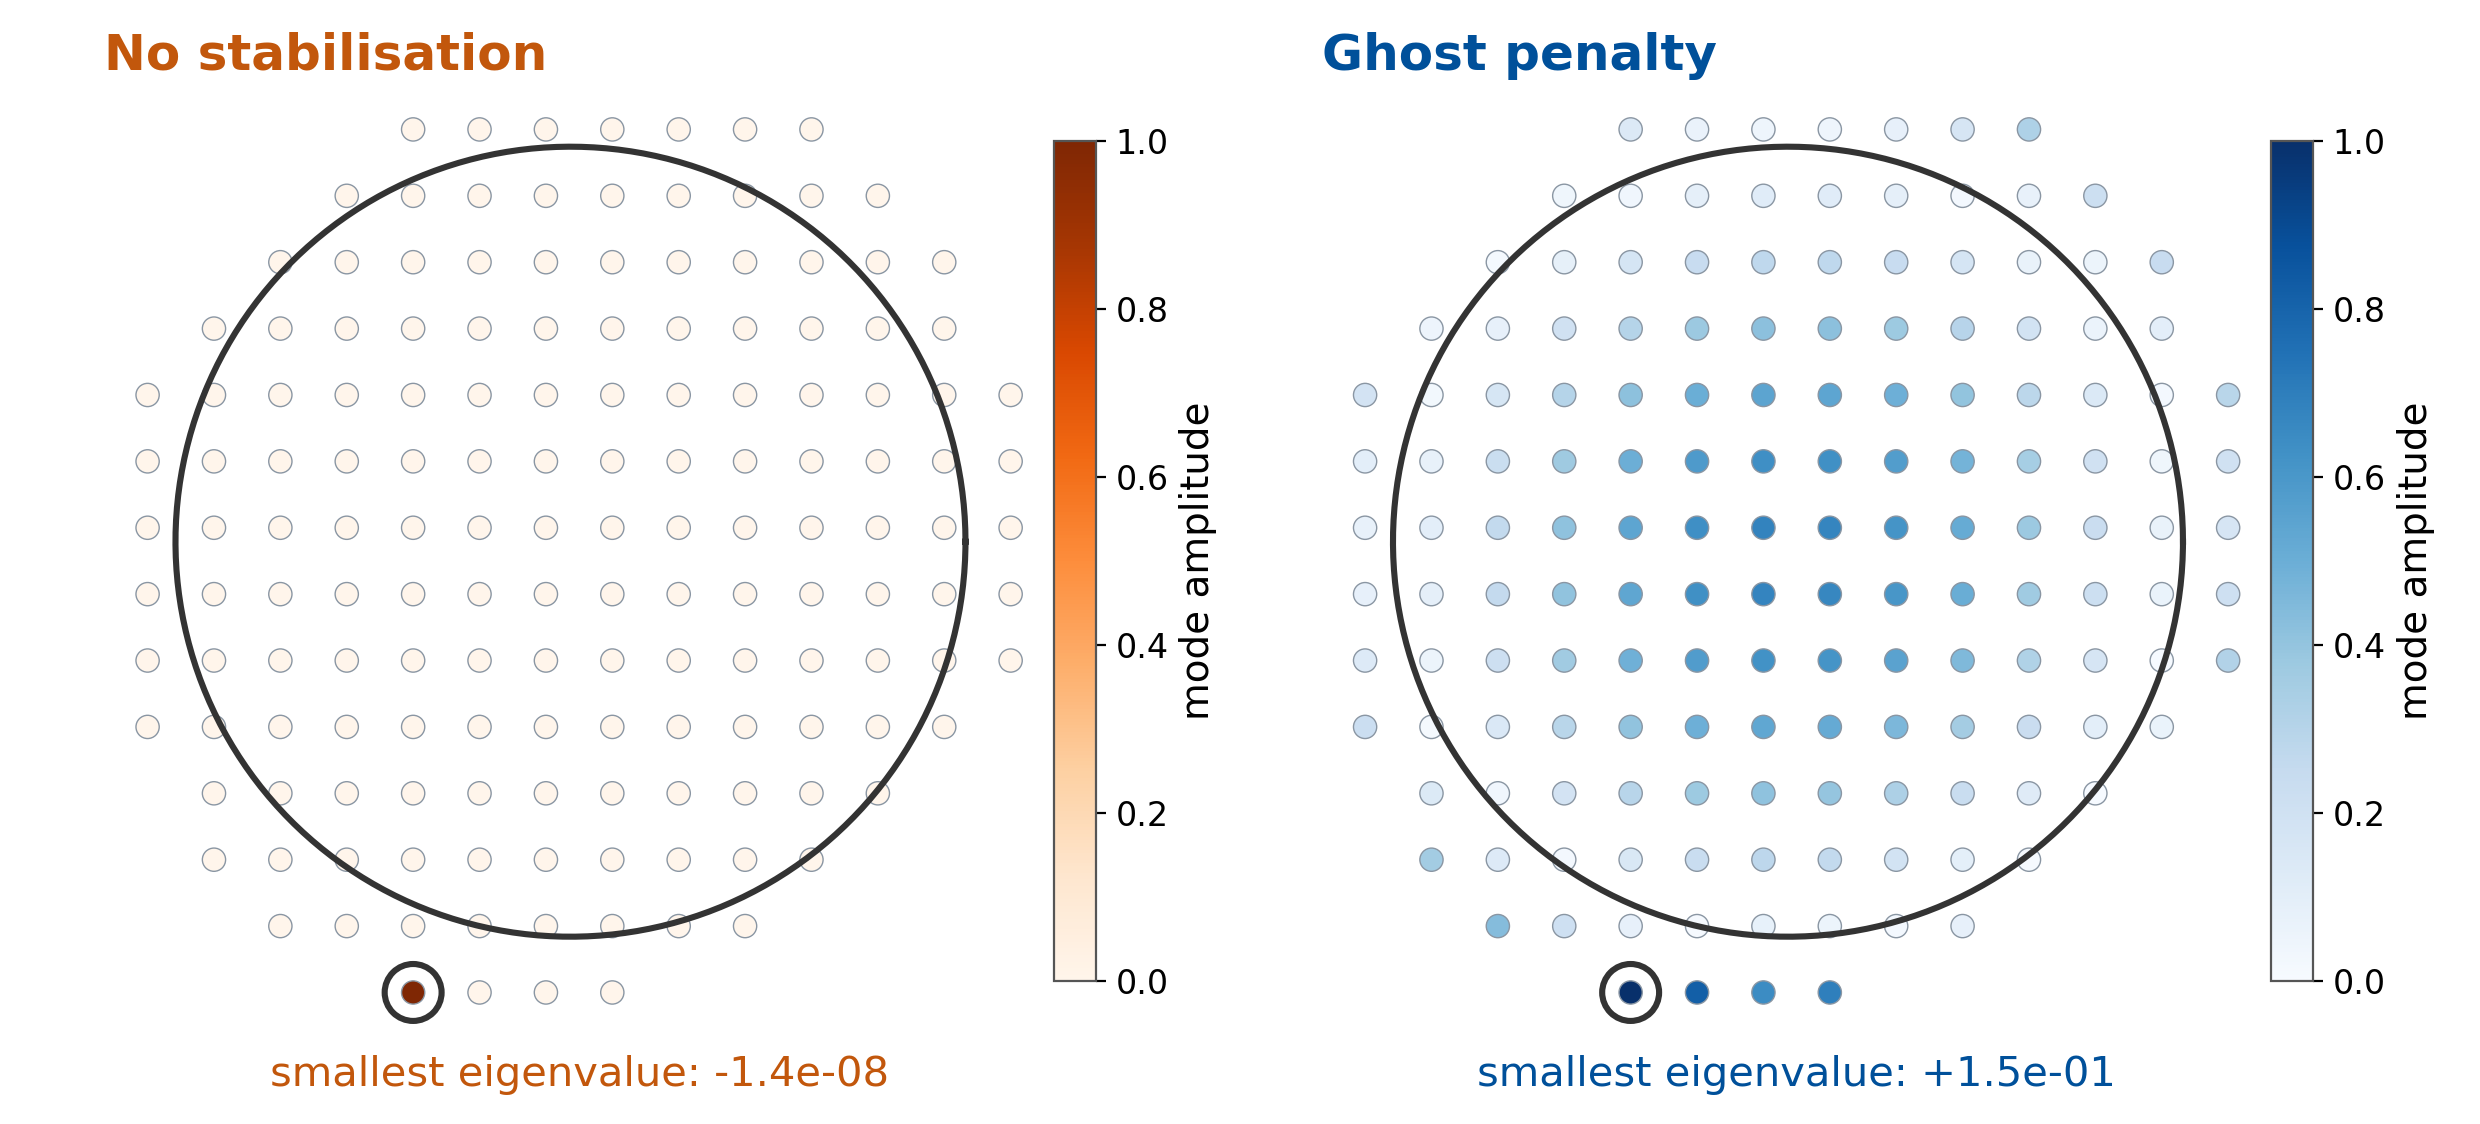 No stabilisation
1.0
0.8
0.6
0.4
0.2
0.0
mode amplitude
smallest eigenvalue: -1.4e-08
Ghost penalty
1.0
0.8
0.6
0.4
0.2
0.0
mode amplitude
smallest eigenvalue: +1.5e-01